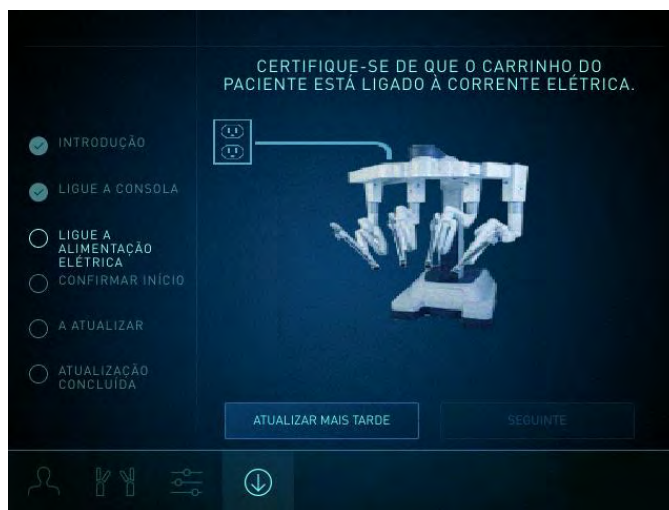 CERTIFIQUE-SE DE QUE O CARRINHO DO
PACIENTE ESTÁ LIGADO À CORRENTE ELÉTRICA.
INTRODUÇÃO
LIGUE A CONSOLA
LIGUE A
ALIMENTAÇÃO
ELÉTRICA
CONFIRMAR INÍCIO
A ATUALIZAR
ATUALIZAÇÃO
CONCLUÍDA
ATUALIZAR MAIS TARDE
SEGUINTE